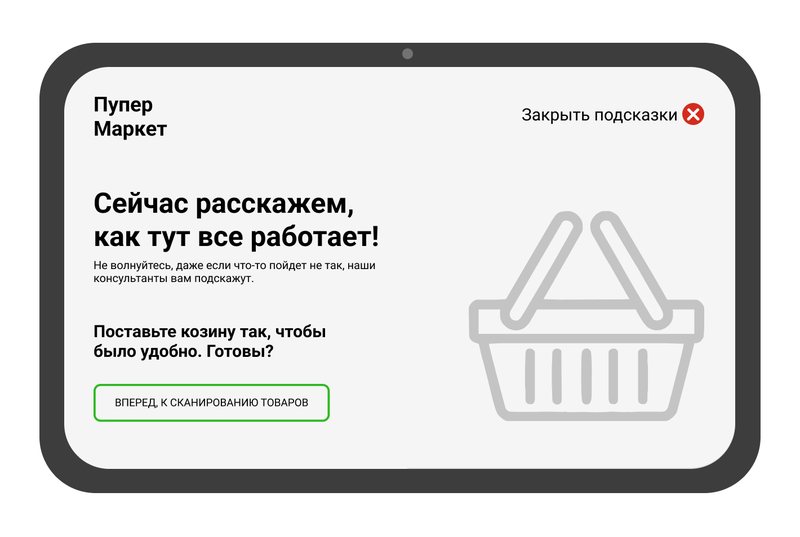 Пупер
Маркет
Закрыть подсказки
Сейчас расскажем,
как тут все работает!
Не волнуйтесь, даже если что-то пойдет не так, наши
консультанты вам подскажут.
Поставьте козину так, чтобы
было удобно. Готовы?
ВПЕРЕД, К СКАНИРОВАНИЮ ТОВАРОВ